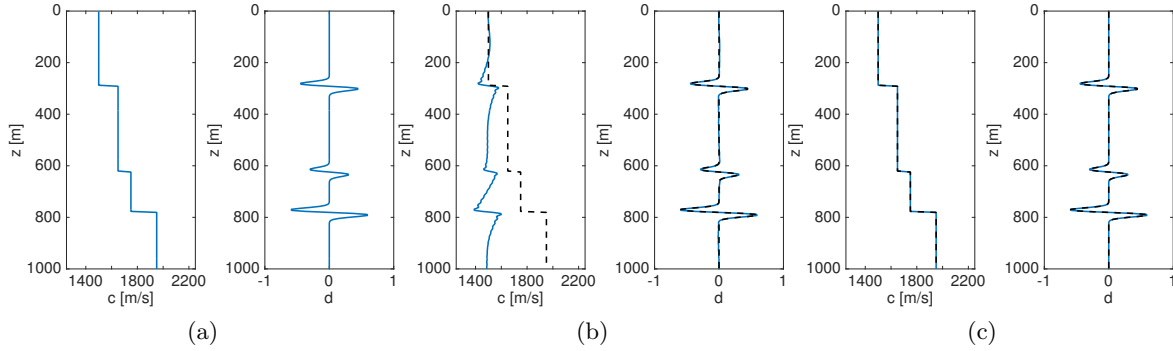 0 0 0 0 0 0
200 200 200 200 200 200
400 400 400 400 400 400
z [m] z [m] z [m] z [m] z [m] z [m]
600 600 600 600 600 600
800 800 800 800 800 800
1000 1000 1000 1000 1000 1000
1400 1800 2200 -1 0 1 1400 1800 2200 -1 0 1 1400 1800 2200 -1 0 1
c [m/s] d c [m/s] d c [m/s] d
(a) (b) (c)